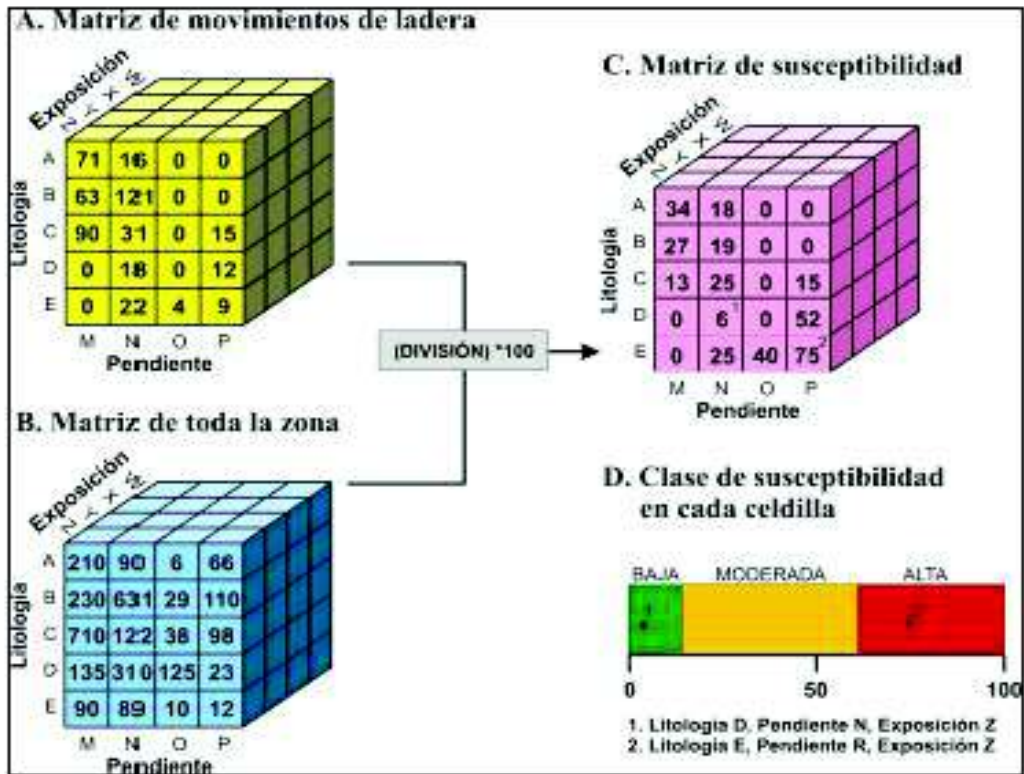 A. Matriz de movimientos de ladera
Exposición
Z Y X W
Litología
A 71 16 0 0
B 63 121 0 0
C 90 31 0 15
D 0 18 0 12
E 0 22 4 9
M N O P
Pendiente
B. Matriz de toda la zona
Exposición
Z Y X W
Litología
A 210 90 6 66
B 230 631 29 110
C 710 122 38 98
D 135 310 125 23
E 90 89 10 12
M N O P
Pendiente
(DIVISIÓN) *100
C. Matriz de susceptibilidad
Exposición
Z Y X W
Litología
A 34 18 0 0
B 27 19 0 0
C 13 25 0 15
D 0 6 1 0 52
E 0 25 40 75 2
M N O P
Pendiente
D. Clase de susceptibilidad
en cada celdilla
BAJA MODERADA ALTA
0 50 100
1. Litología D, Pendiente N, Exposición Z
2. Litología E, Pendiente R, Exposición Z